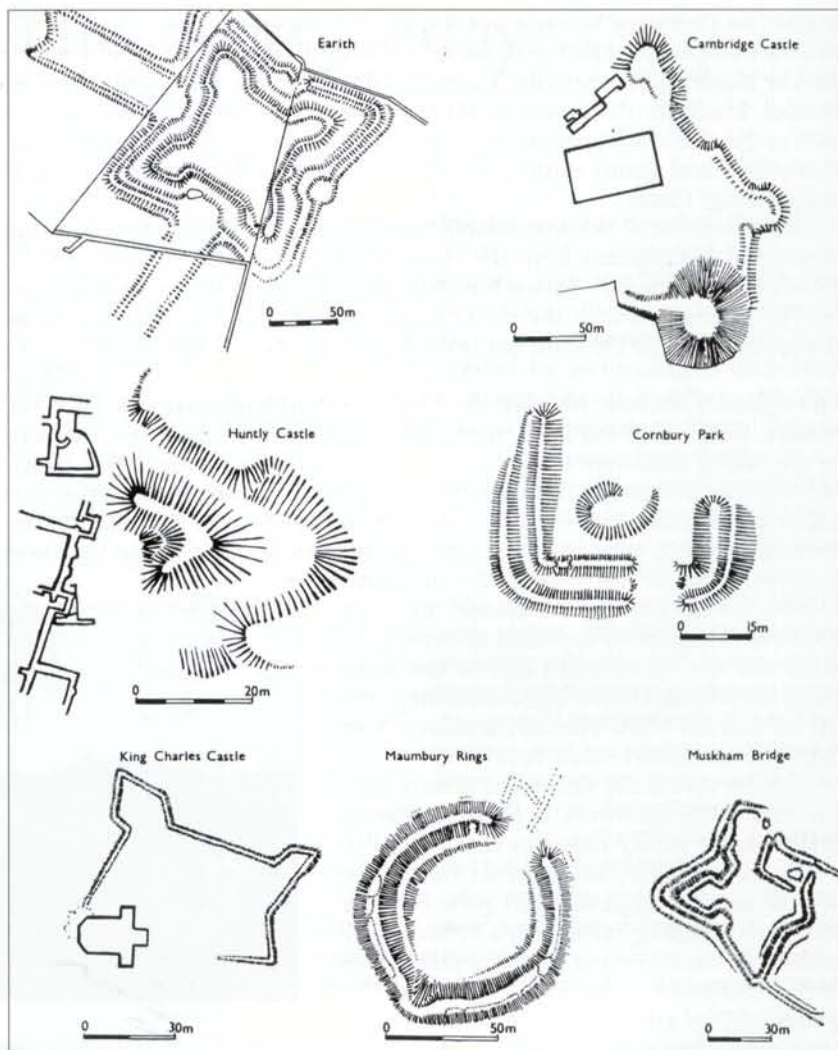 Earith
Cambridge Castle
0 50m
0 50m
Huntly Castle
Cornbury Park
0 15m
0 20m
King Charles Castle
Maumbury Rings
Muskham Bridge
0 30m
0 50m
0 30m